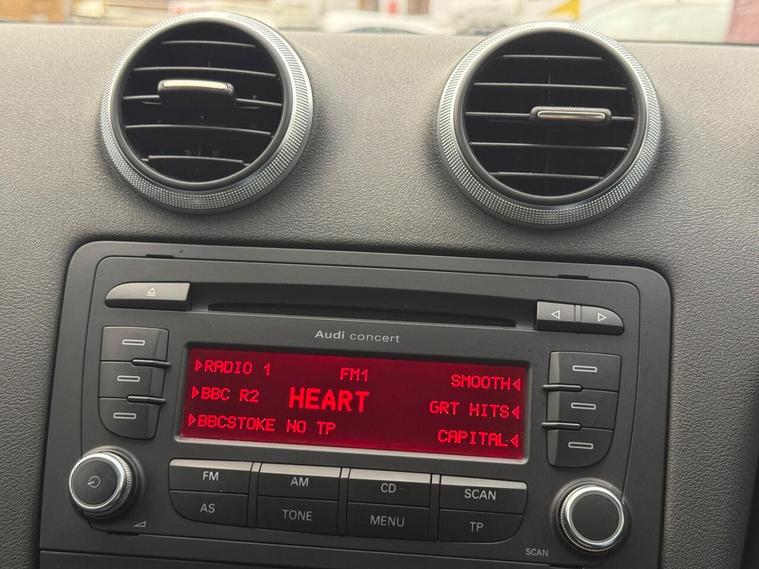 Audi concert
RADIO 1 FM1 SMOOTH
BBC R2 HEART GRT HITS
BBCSTOKE NO TP CAPITAL
FM AM CD SCAN
AS TONE MENU TP
SCAN